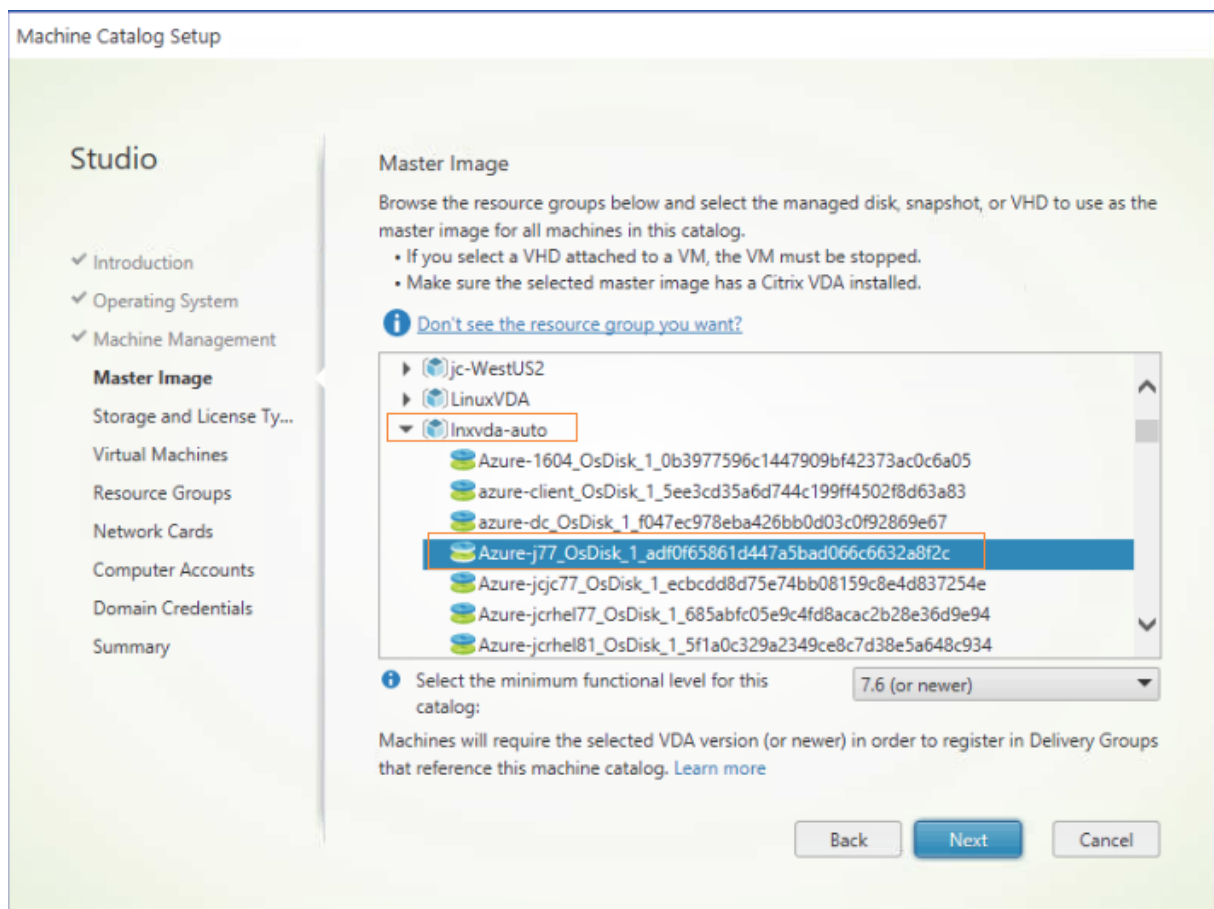 Machine Catalog Setup
Studio
Introduction
Operating System
Machine Management
Master Image
Storage and License Ty...
Virtual Machines
Resource Groups
Network Cards
Computer Accounts
Domain Credentials
Summary
Master Image
Browse the resource groups below and select the managed disk, snapshot, or VHD to use as the
master image for all machines in this catalog.
• If you select a VHD attached to a VM, the VM must be stopped.
• Make sure the selected master image has a Citrix VDA installed.
Don't see the resource group you want?
jc-WestUS2
LinuxVDA
lnxvda-auto
Azure-1604_OsDisk_1_0b3977596c1447909bf42373ac0c6a05
azure-client_OsDisk_1_5ee3cd35a6d744c199ff4502f8d63a83
azure-dc_OsDisk_1_f047ec978eba426bb0d03c0f92869e67
Azure-j77_OsDisk_1_adf0f65861d447a5bad066c6632a8f2c
Azure-jcjc77_OsDisk_1_ecbcdd8d75e74bb08159c8e4d837254e
Azure-jcrhel77_OsDisk_1_685abfc05e9c4fd8acac2b28e36d9e94
Azure-jcrhel81_OsDisk_1_5f1a0c329a2349ce8c7d38e5a648c934
Select the minimum functional level for this
catalog:
7.6 (or newer)
Machines will require the selected VDA version (or newer) in order to register in Delivery Groups
that reference this machine catalog. Learn more
Back
Next
Cancel